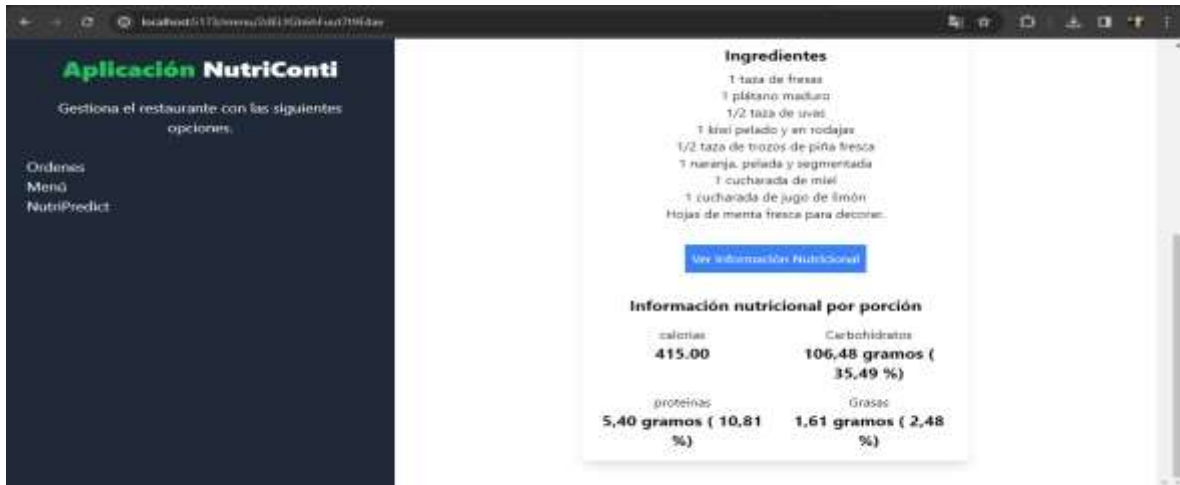 Aplicación NutriConti
Gestiona el restaurante con las siguientes
opciones.
Ordenes
Menú
NutriPredict
Ingredientes
1 taza de fresas
1 plátano maduro
1/2 taza de uvas
1 kiwi pelado y en rodajas
1/2 taza de trozos de piña fresca
1 naranja, pelada y segmentada
1 cucharada de miel
1 cucharada de jugo de limón
Hojas de menta fresca para decorar.
Ver Información Nutricional
Información nutricional por porción
calorias
415.00
Carbohidratos
106,48 gramos (
35,49 %)
proteinas
5,40 gramos ( 10,81
%)
Grasas
1,61 gramos ( 2,48
%)